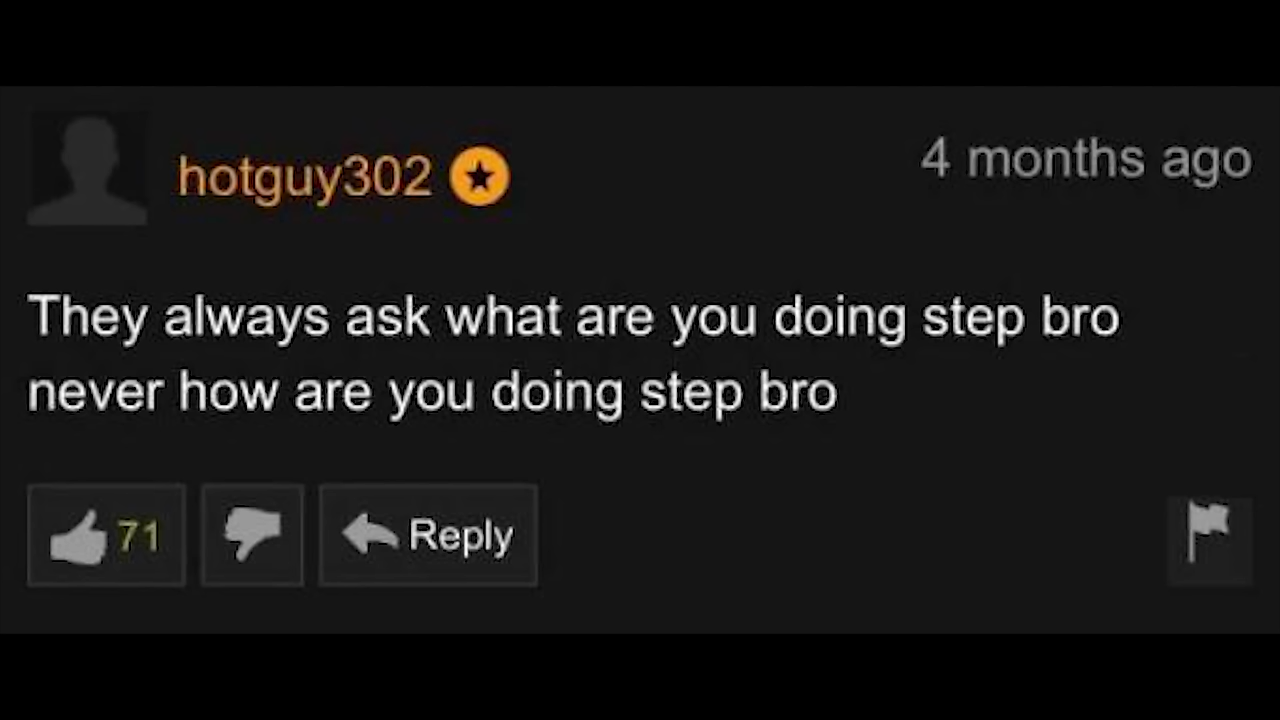 hotguy302
4 months ago
They always ask what are you doing step bro
never how are you doing step bro
71
Reply